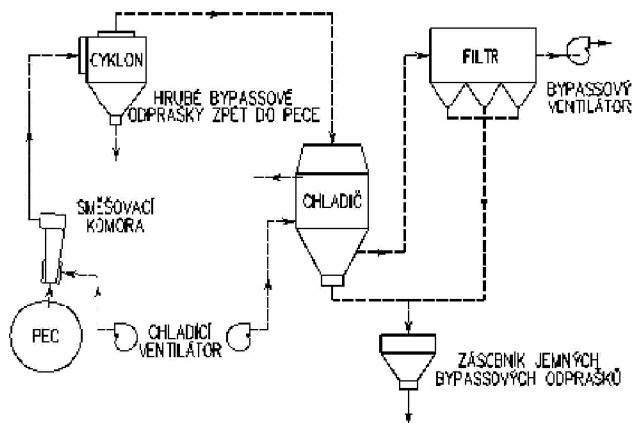 CYKLON
HRUBÉ BYPASSOVÉ
ODPRAŠKY ZPĚT DO PECE
FILTR
BYPASSOVÝ
VENTILÁTOR
SMĚŠOVACÍ
KOMORA
CHLADIČ
PEC
CHLADÍCÍ
VENTILÁTOR
ZÁSOBNÍK JEMNÝCH
BYPASSOVÝCH ODPRAŠKŮ